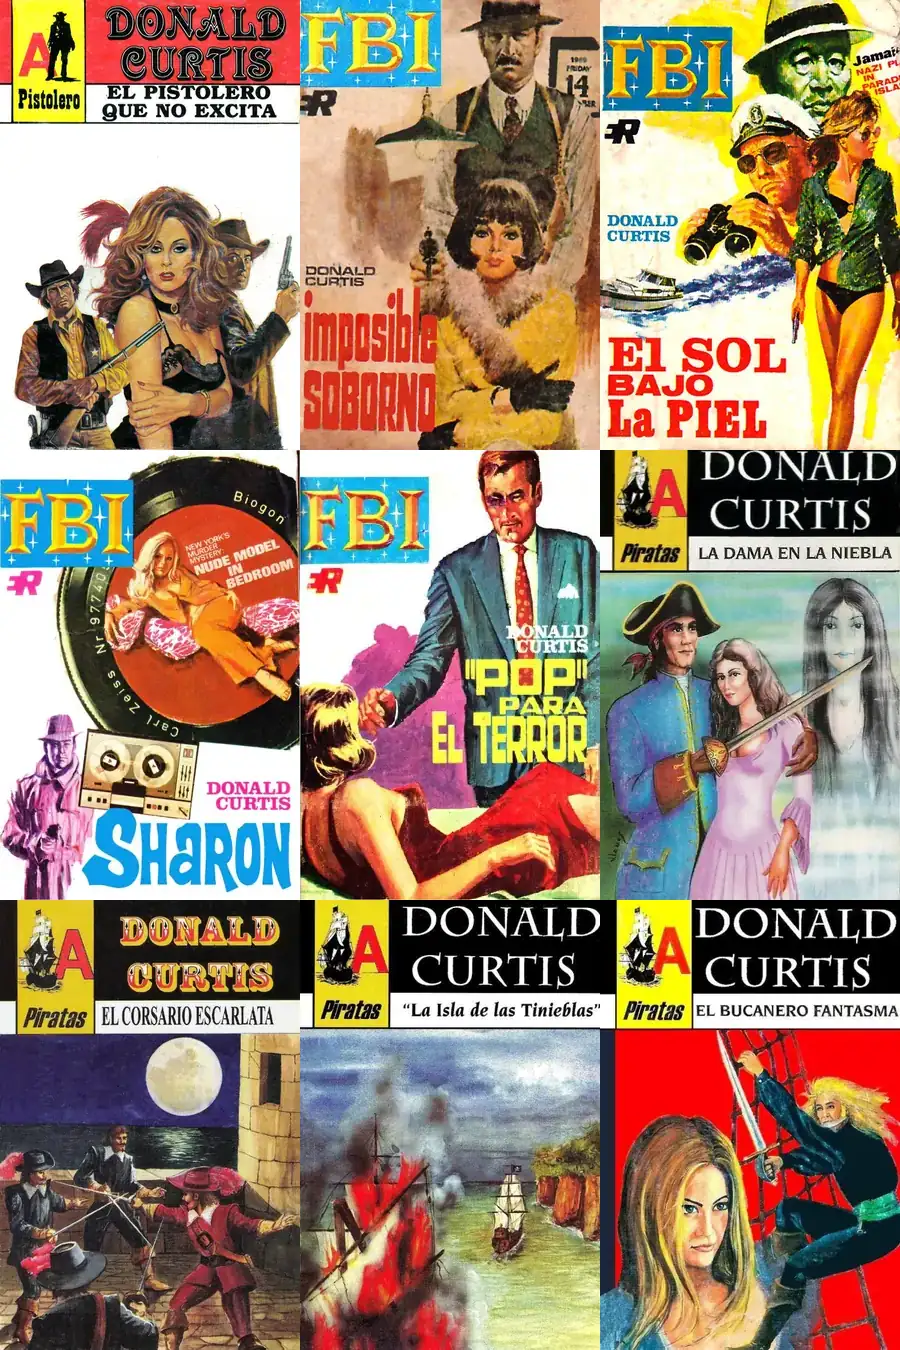 A
Pistolero
DONALD
CURTIS
EL PISTOLERO
QUE NO EXCITA
FBI
R
1969
FRIDAY
14
DONALD
CURTIS
imposible
SOBORNO
FBI
R
Jamai
NAZI
IN
DONALD
CURTIS
El SOL
BAJO
La PIEL
FBI
R
Biogon
NEW YORK'S
MURDER
MYSTERY:
NUDE MODEL
IN
BEDROOM
Nr 97740
Carl Zeiss
DONALD
CURTIS
SHARON
FBI
R
DONALD
CURTIS
"POP"
PARA
EL TERROR
A
Piratas
DONALD
CURTIS
LA DAMA EN LA NIEBLA
A
Piratas
DONALD
CURTIS
EL CORSARIO ESCARLATA
A
Piratas
DONALD
CURTIS
"La Isla de las Tinieblas"
A
Piratas
DONALD
CURTIS
EL BUCANERO FANTASMA